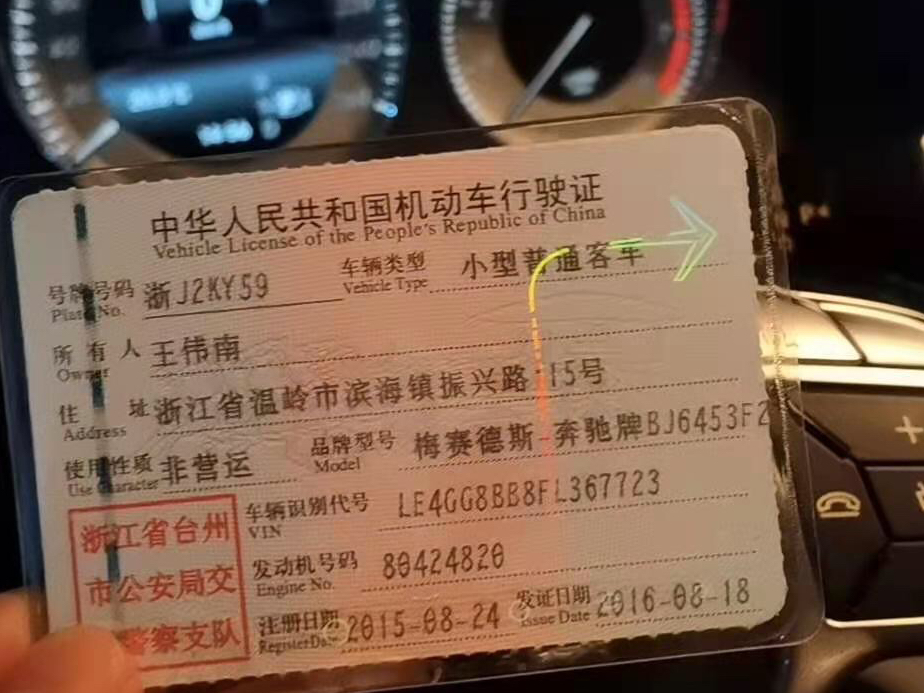 中华人民共和国机动车行驶证
Vehicle License of the People's Republic of China
号牌号码 浙J2KY59 车辆类型 小型普通客车
Plate No. Vehicle Type
所有人 王伟南
Owner
住址 浙江省温岭市滨海镇振兴路115号
Address
使用性质 非营运 品牌型号 梅赛德斯-奔驰牌BJ6453F2
Use Character Model
浙江省台州
市公安局交
警察支队
车辆识别代号 LE4GG8BB8FL367723
VIN
发动机号码 80424820
Engine No.
注册日期 2015-08-24 发证日期 2016-08-18
Register Date Issue Date